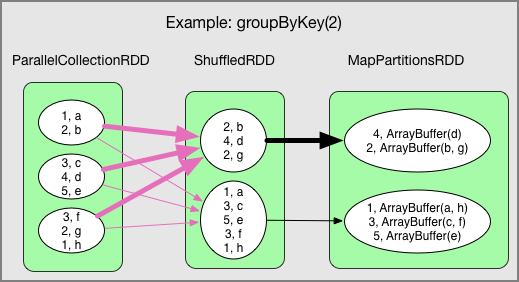 Example: groupByKey(2)
ParallelCollectionRDD
ShuffledRDD
MapPartitionsRDD
1, a
2, b
3, c
4, d
5, e
3, f
2, g
1, h
2, b
4, d
2, g
1, a
3, c
5, e
3, f
1, h
4, ArrayBuffer(d)
2, ArrayBuffer(b, g)
1, ArrayBuffer(a, h)
3, ArrayBuffer(c, f)
5, ArrayBuffer(e)